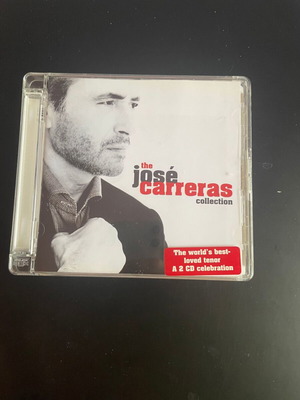 the
josé
carreras
collection
The world's best-
loved tenor
A 2 CD celebration